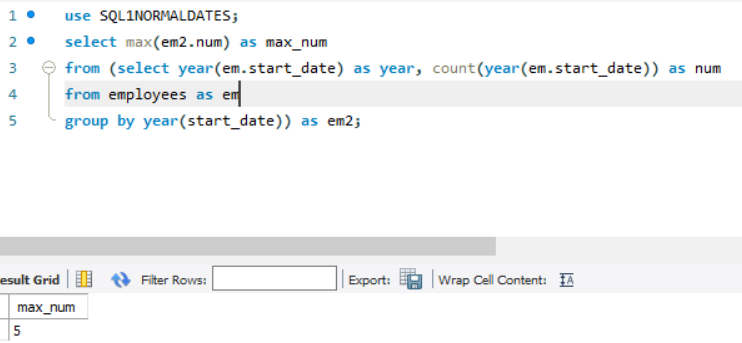 1 use SQL1NORMALDATES;
2 select max(em2.num) as max_num
3 from (select year(em.start_date) as year, count(year(em.start_date)) as num
4 from employees as em
5 group by year(start_date)) as em2;
esult Grid Filter Rows: Export: Wrap Cell Content: IA
max_num
5